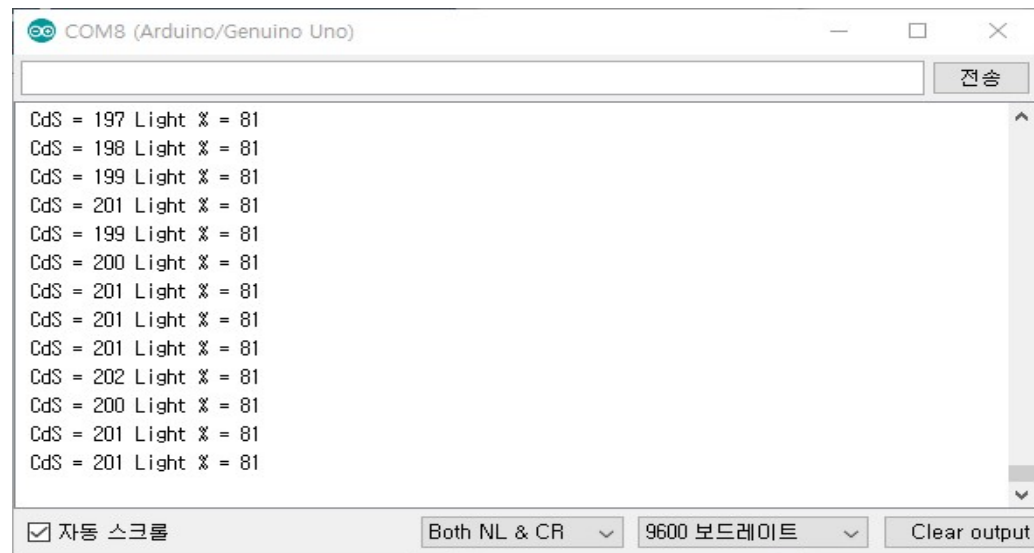 COM8 (Arduino/Genuino Uno)
전송
CdS = 197 Light % = 81
CdS = 198 Light % = 81
CdS = 199 Light % = 81
CdS = 201 Light % = 81
CdS = 199 Light % = 81
CdS = 200 Light % = 81
CdS = 201 Light % = 81
CdS = 201 Light % = 81
CdS = 201 Light % = 81
CdS = 202 Light % = 81
CdS = 200 Light % = 81
CdS = 201 Light % = 81
CdS = 201 Light % = 81
자동 스크롤 Both NL & CR 9600 보드레이트 Clear output